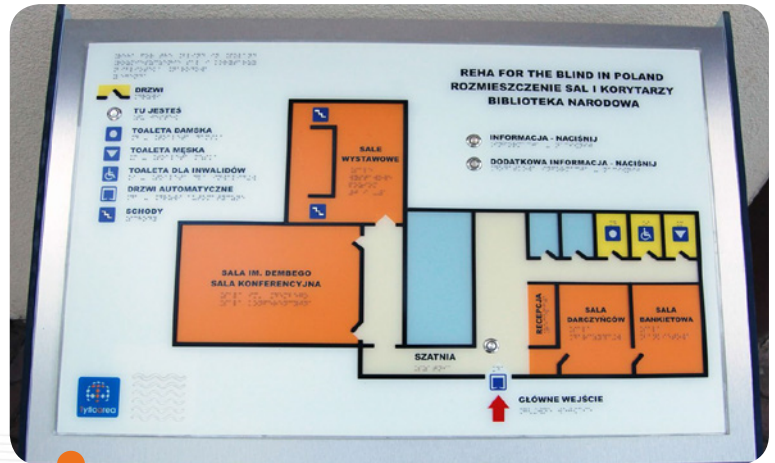 REHA FOR THE BLIND IN POLAND
ROZMIESZCZENIE SAL I KORYTARZY
BIBLIOTEKA NARODOWA
DRZWI
TU JESTEŚ
TOALETA DAMSKA
TOALETA MĘSKA
TOALETA DLA INWALIDÓW
DRZWI AUTOMATYCZNE
SCHODY
INFORMACJA - NACIŚNIJ
DODATKOWA INFORMACJA - NACIŚNIJ
SALE
WYSTAWOWE
SALA IM. DEMBEGO
SALA KONFERENCYJNA
SZATNIA
RECEPCJA
SALA
DARCZYŃCÓW
SALA
BANKIETOWA
GŁÓWNE WEJŚCIE